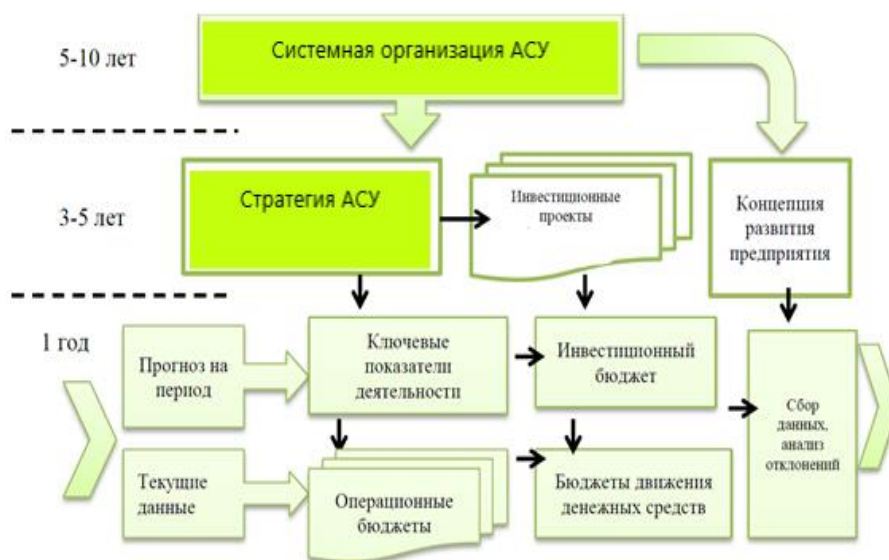 5-10 лет
Системная организация АСУ
3-5 лет
Стратегия АСУ
Инвестиционные
проекты
Концепция
развития
предприятия
1 год
Прогноз на
период
Ключевые
показатели
деятельности
Инвестиционный
бюджет
Сбор
данных,
анализ
отклонений
Текущие
данные
Операционные
бюджеты
Бюджеты движения
денежных средств